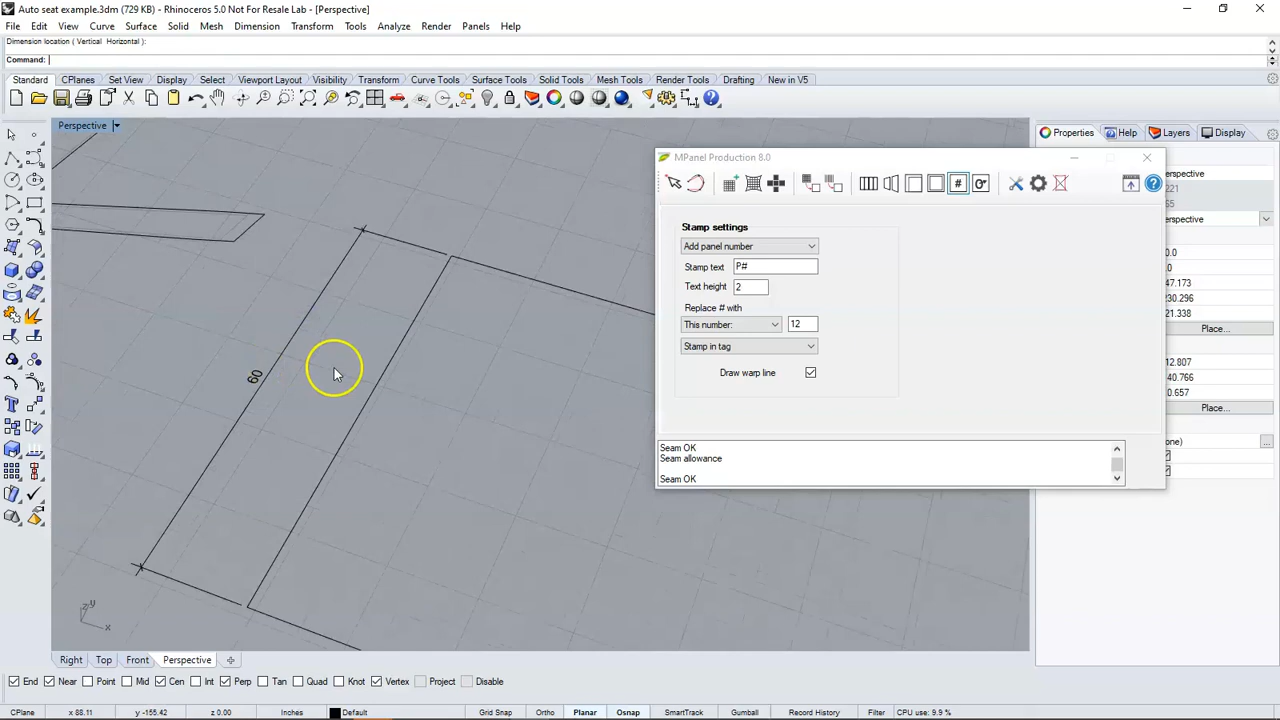 Auto seat example.3dm (729 KB) - Rhinoceros 5.0 Not For Resale Lab - [Perspective]
File Edit View Curve Surface Solid Mesh Dimension Transform Tools Analyze Render Panels Help
Dimension location ( Vertical Horizontal ):
Command:
Standard CPlanes Set View Display Select Viewport Layout Visibility Transform Curve Tools Surface Tools Solid Tools Mesh Tools Render Tools Drafting New in V5
Perspective
Properties Help Layers Display
MPanel Production 8.0
erspective
221
65
erspective
Stamp settings
Add panel number
0.0
Stamp text P#
.0
Text height 2
47.173
30.296
Replace # with
21.338
This number: 12
Place...
Stamp in tag
12.807
Draw warp line
40.766
60
0.657
Place...
one)
...
Seam OK
Seam allowance
Seam OK
z y
x
Right Top Front Perspective
End Near Point Mid Cen Int Perp Tan Quad Knot Vertex Project Disable
CPlane x 88.11 y -155.42 z 0.00 Inches Default Grid Snap Ortho Planar Osnap SmartTrack Gumball Record History Filter CPU use: 9.9 %